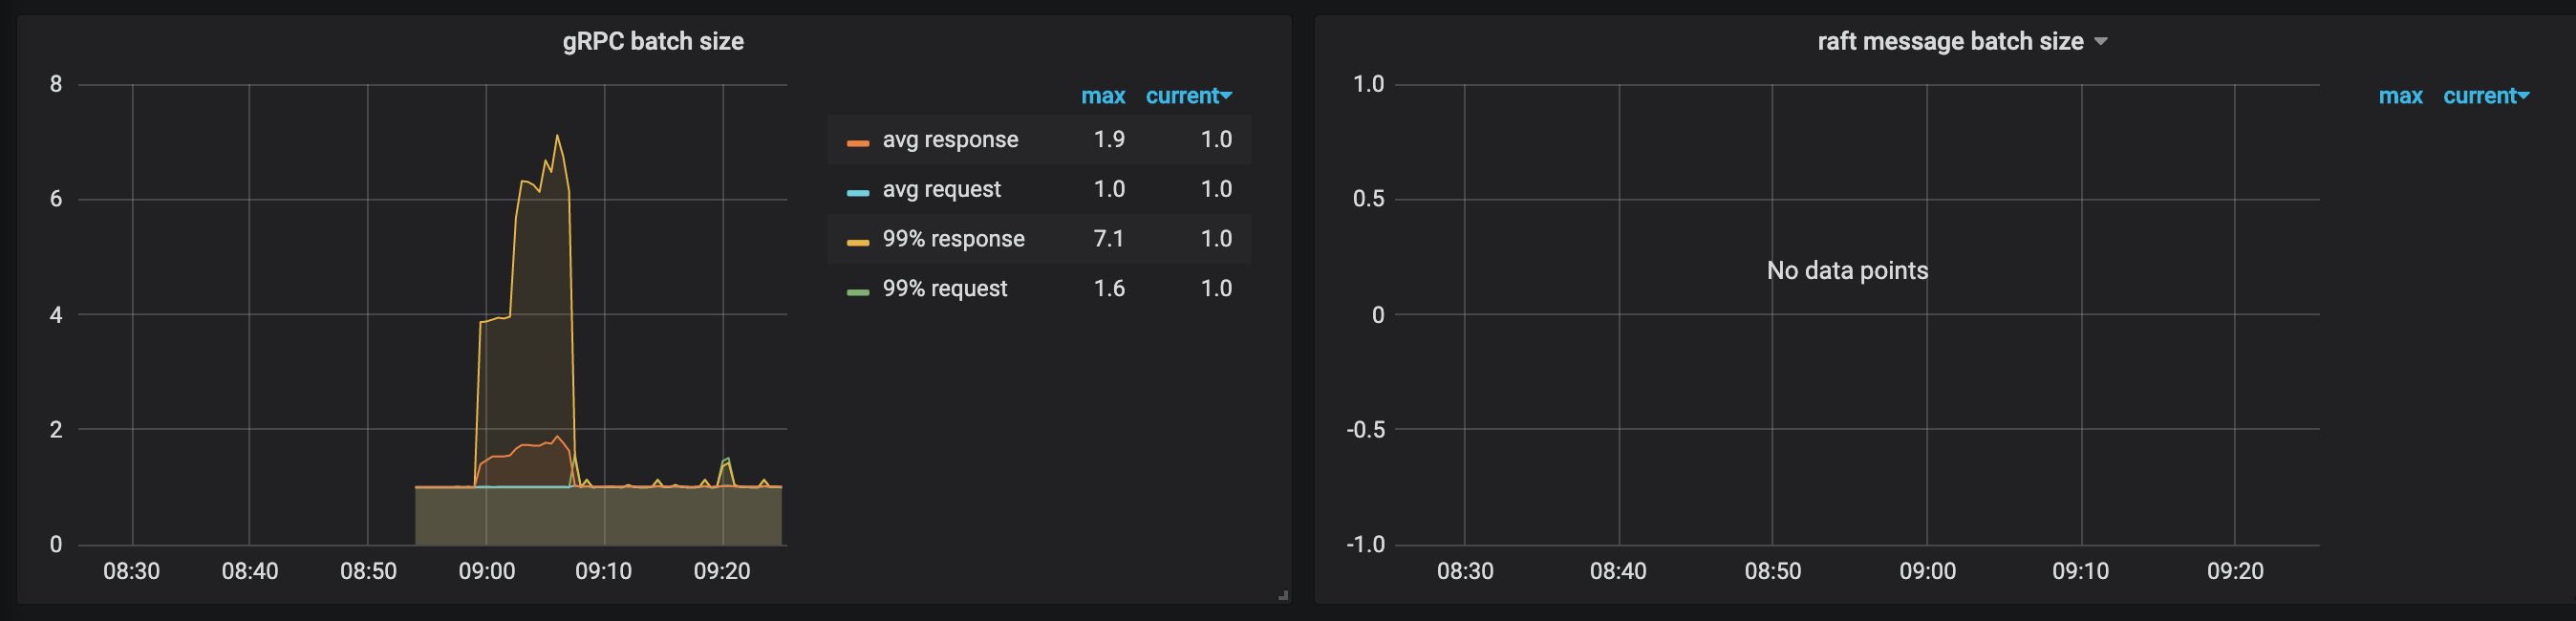 gRPC batch size
8
6
4
2
0
08:30 08:40 08:50 09:00 09:10 09:20
max current
avg response 1.9 1.0
avg request 1.0 1.0
99% response 7.1 1.0
99% request 1.6 1.0
raft message batch size
1.0
0.5
0
-0.5
-1.0
No data points
08:30 08:40 08:50 09:00 09:10 09:20
max current